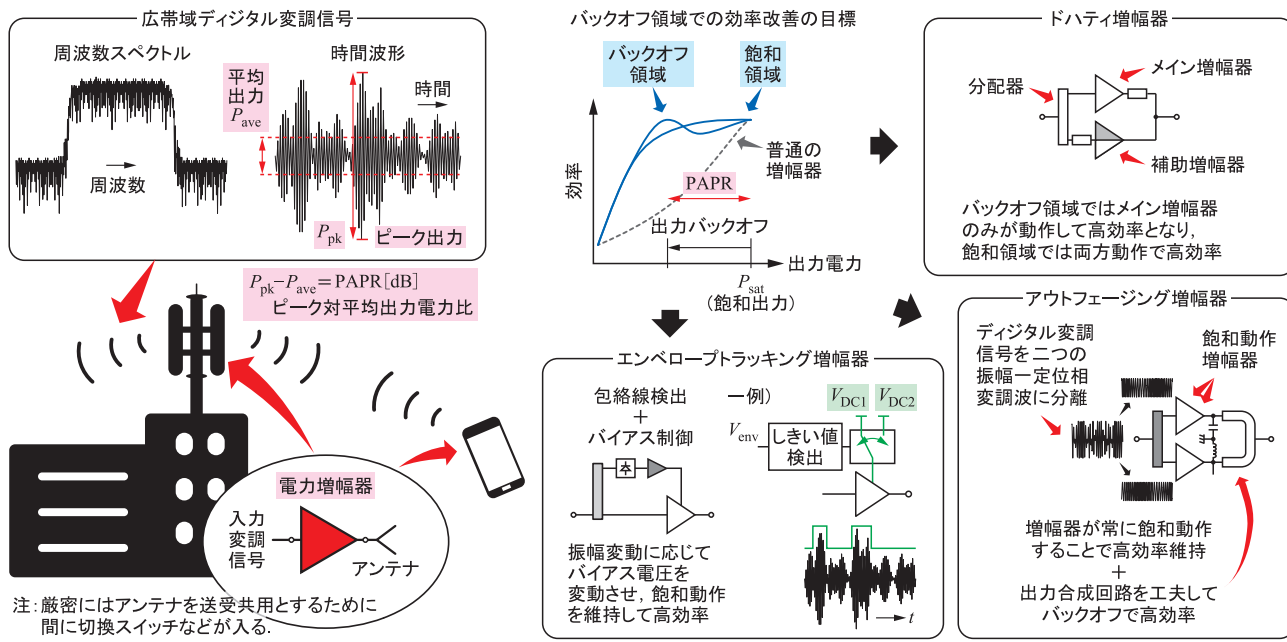 広帯域ディジタル変調信号
周波数スペクトル
時間波形
平均
出力
Pave
時間
周波数
Ppk
ピーク出力
Ppk−Pave＝PAPR[dB]
ピーク対平均出力電力比
電力増幅器
入力
変調
信号
アンテナ
注：厳密にはアンテナを送受共用とするために
間に切換スイッチなどが入る.
バックオフ領域での効率改善の目標
バックオフ
領域
飽和
領域
効率
普通の
増幅器
PAPR
出力バックオフ
出力電力
Psat
(飽和出力)
エンベロープトラッキング増幅器
包絡線検出
＋
バイアス制御
振幅変動に応じて
バイアス電圧を
変動させ，飽和動作
を維持して高効率
一例）
VDC1
VDC2
Venv
しきい値
検出
t
ドハティ増幅器
分配器
メイン増幅器
補助増幅器
バックオフ領域ではメイン増幅器
のみが動作して高効率となり，
飽和領域では両方動作で高効率
アウトフェージング増幅器
ディジタル変調
信号を二つの
振幅一定位相
変調波に分離
飽和動作
増幅器
増幅器が常に飽和動作
することで高効率維持
＋
出力合成回路を工夫して
バックオフで高効率